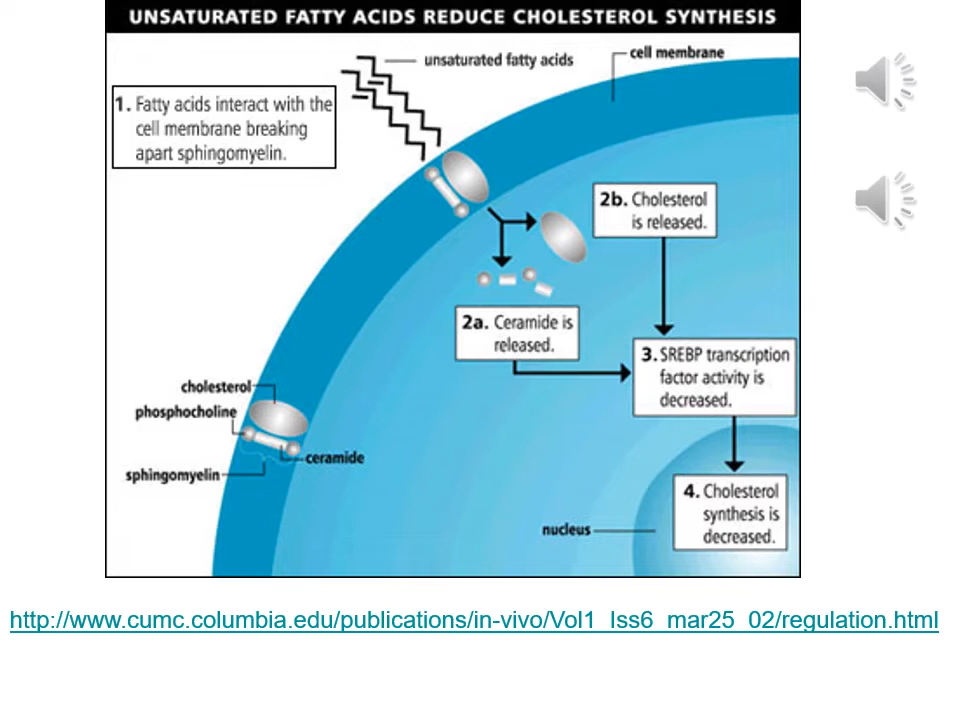 UNSATURATED FATTY ACIDS REDUCE CHOLESTEROL SYNTHESIS
unsaturated fatty acids
cell membrane
1. Fatty acids interact with the
cell membrane breaking
apart sphingomyelin.
2b. Cholesterol
is released.
2a. Ceramide is
released.
3. SREBP transcription
factor activity is
decreased.
cholesterol
phosphocholine
ceramide
sphingomyelin
4. Cholesterol
synthesis is
decreased.
nucleus
http://www.cumc.columbia.edu/publications/in-vivo/Vol1_Iss6_mar25_02/regulation.html